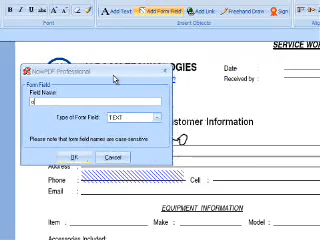 B I U
Add Text Add Form Field Add Link Freehand Draw Sign
Font Insert Objects
SERVICE WO
Date :
Received by :
NovaPDF Professional
Form Field
Field Name:
Type of Form Field: TEXT
Please note that form field names are case-sensitive
OK Cancel
Customer Information
Address :
Phone : Cell :
Email :
EQUIPMENT INFORMATION
Item : Make : Model :
Accessories Included: